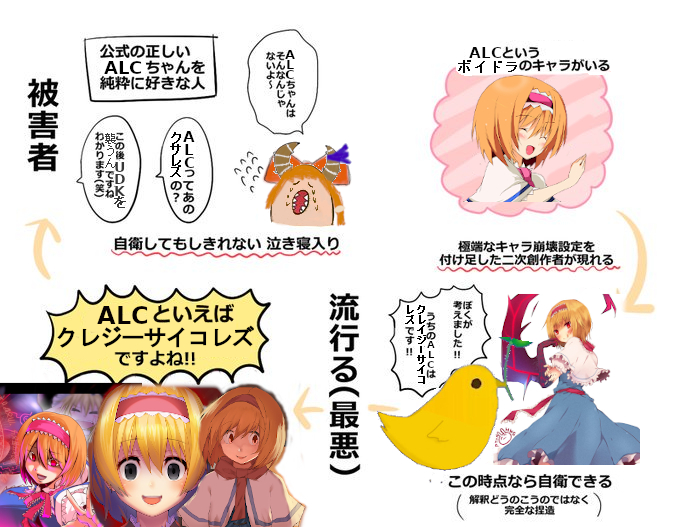 ALCという
ボイドラのキャラがいる
極端なキャラ崩壊設定を
付け足した二次創作者が現れる
ぼくが
考えました!!
うちのALCは
クレイジーサイコ
レズです!!
この時点なら自衛できる
(解釈どうのこうのではなく
完全な捏造)
流行る(最悪)
ALCといえば
クレジーサイコレズ
ですよね!!
被害者
公式の正しい
ALCちゃんを
純粋に好きな人
ALCちゃんは
そんなんじゃ
ないよ〜
ALCってあの
クサレズの?
この後UDKを
襲うんですね
わかります(笑)
自衛してもしきれない 泣き寝入り